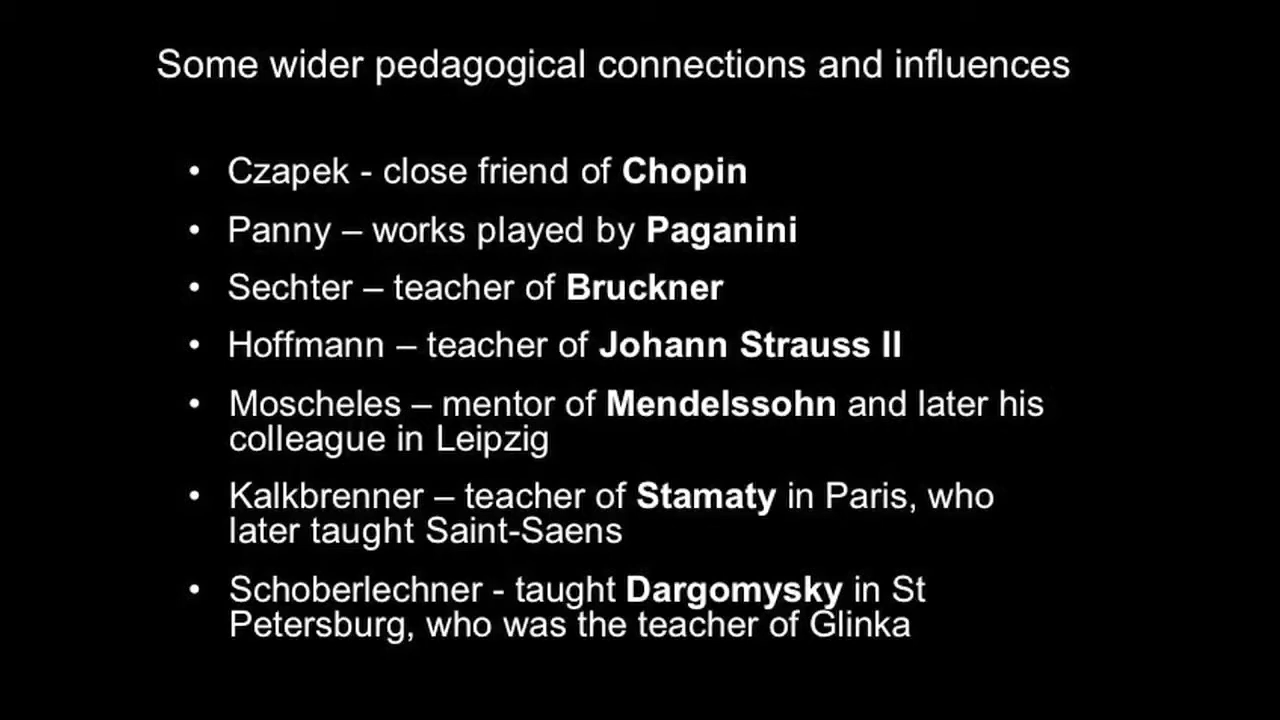 Some wider pedagogical connections and influences
• Czapek - close friend of Chopin
• Panny – works played by Paganini
• Sechter – teacher of Bruckner
• Hoffmann – teacher of Johann Strauss II
• Moscheles – mentor of Mendelssohn and later his
colleague in Leipzig
• Kalkbrenner – teacher of Stamaty in Paris, who
later taught Saint-Saens
• Schoberlechner - taught Dargomysky in St
Petersburg, who was the teacher of Glinka